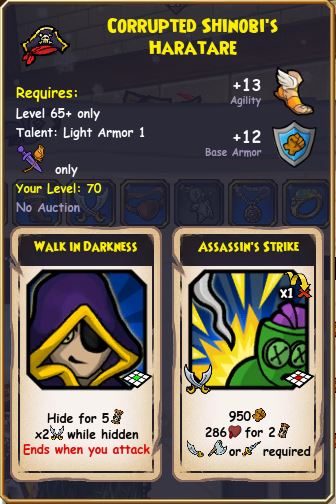 Corrupted Shinobi's
Haratare
Requires:
Level 65+ only
Talent: Light Armor 1
only
Your Level: 70
No Auction
+13
Agility
+12
Base Armor
Walk in Darkness
Hide for 5
x2 while hidden
Ends when you attack
Assassin's Strike
x1
950
286 for 2
or required